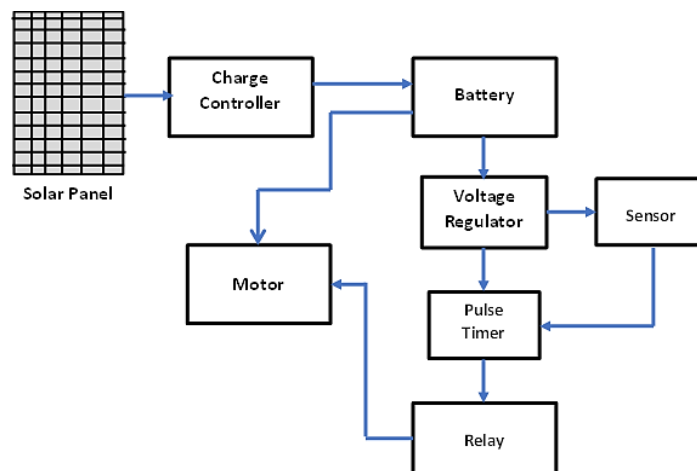 Charge
Controller
Battery
Solar Panel
Voltage
Regulator
Sensor
Motor
Pulse
Timer
Relay